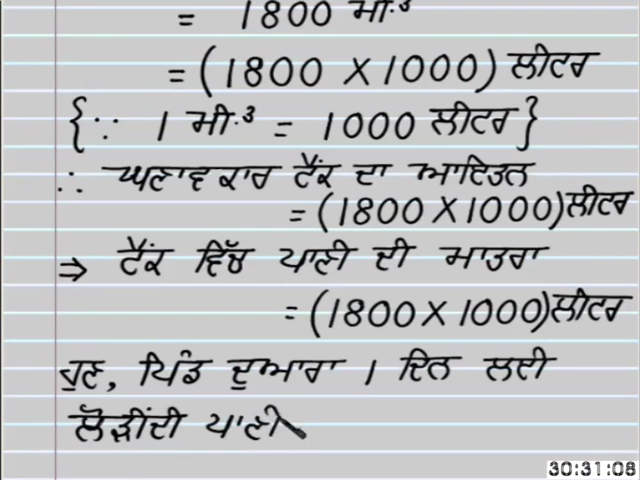 = 1800 ਮੀ.³
= (1800 X 1000) ਲੀਟਰ
{∵ 1 ਮੀ.³ = 1000 ਲੀਟਰ}
∴ ਘਣਾਵਕਾਰ ਟੈਂਕ ਦਾ ਆਇਤਨ
= (1800 X 1000) ਲੀਟਰ
⇒ ਟੈਂਕ ਵਿੱਚ ਪਾਣੀ ਦੀ ਮਾਤਰਾ
= (1800 X 1000) ਲੀਟਰ
ਹੁਣ, ਪਿੰਡ ਦੁਆਰਾ 1 ਦਿਨ ਲਈ
ਲੋੜੀਂਦੀ ਪਾਣੀ
30:31:08